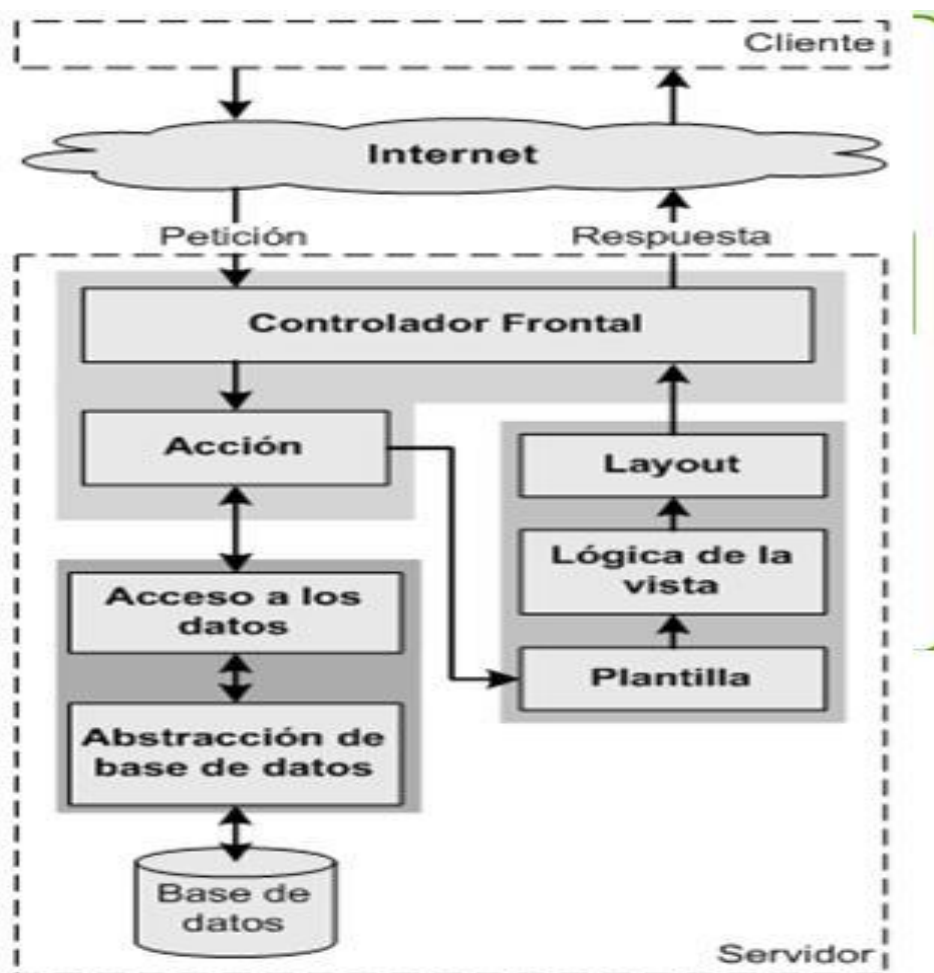 Cliente
Internet
Petición
Respuesta
Controlador Frontal
Acción
Layout
Lógica de la
vista
Plantilla
Acceso a los
datos
Abstracción de
base de datos
Base de
datos
Servidor